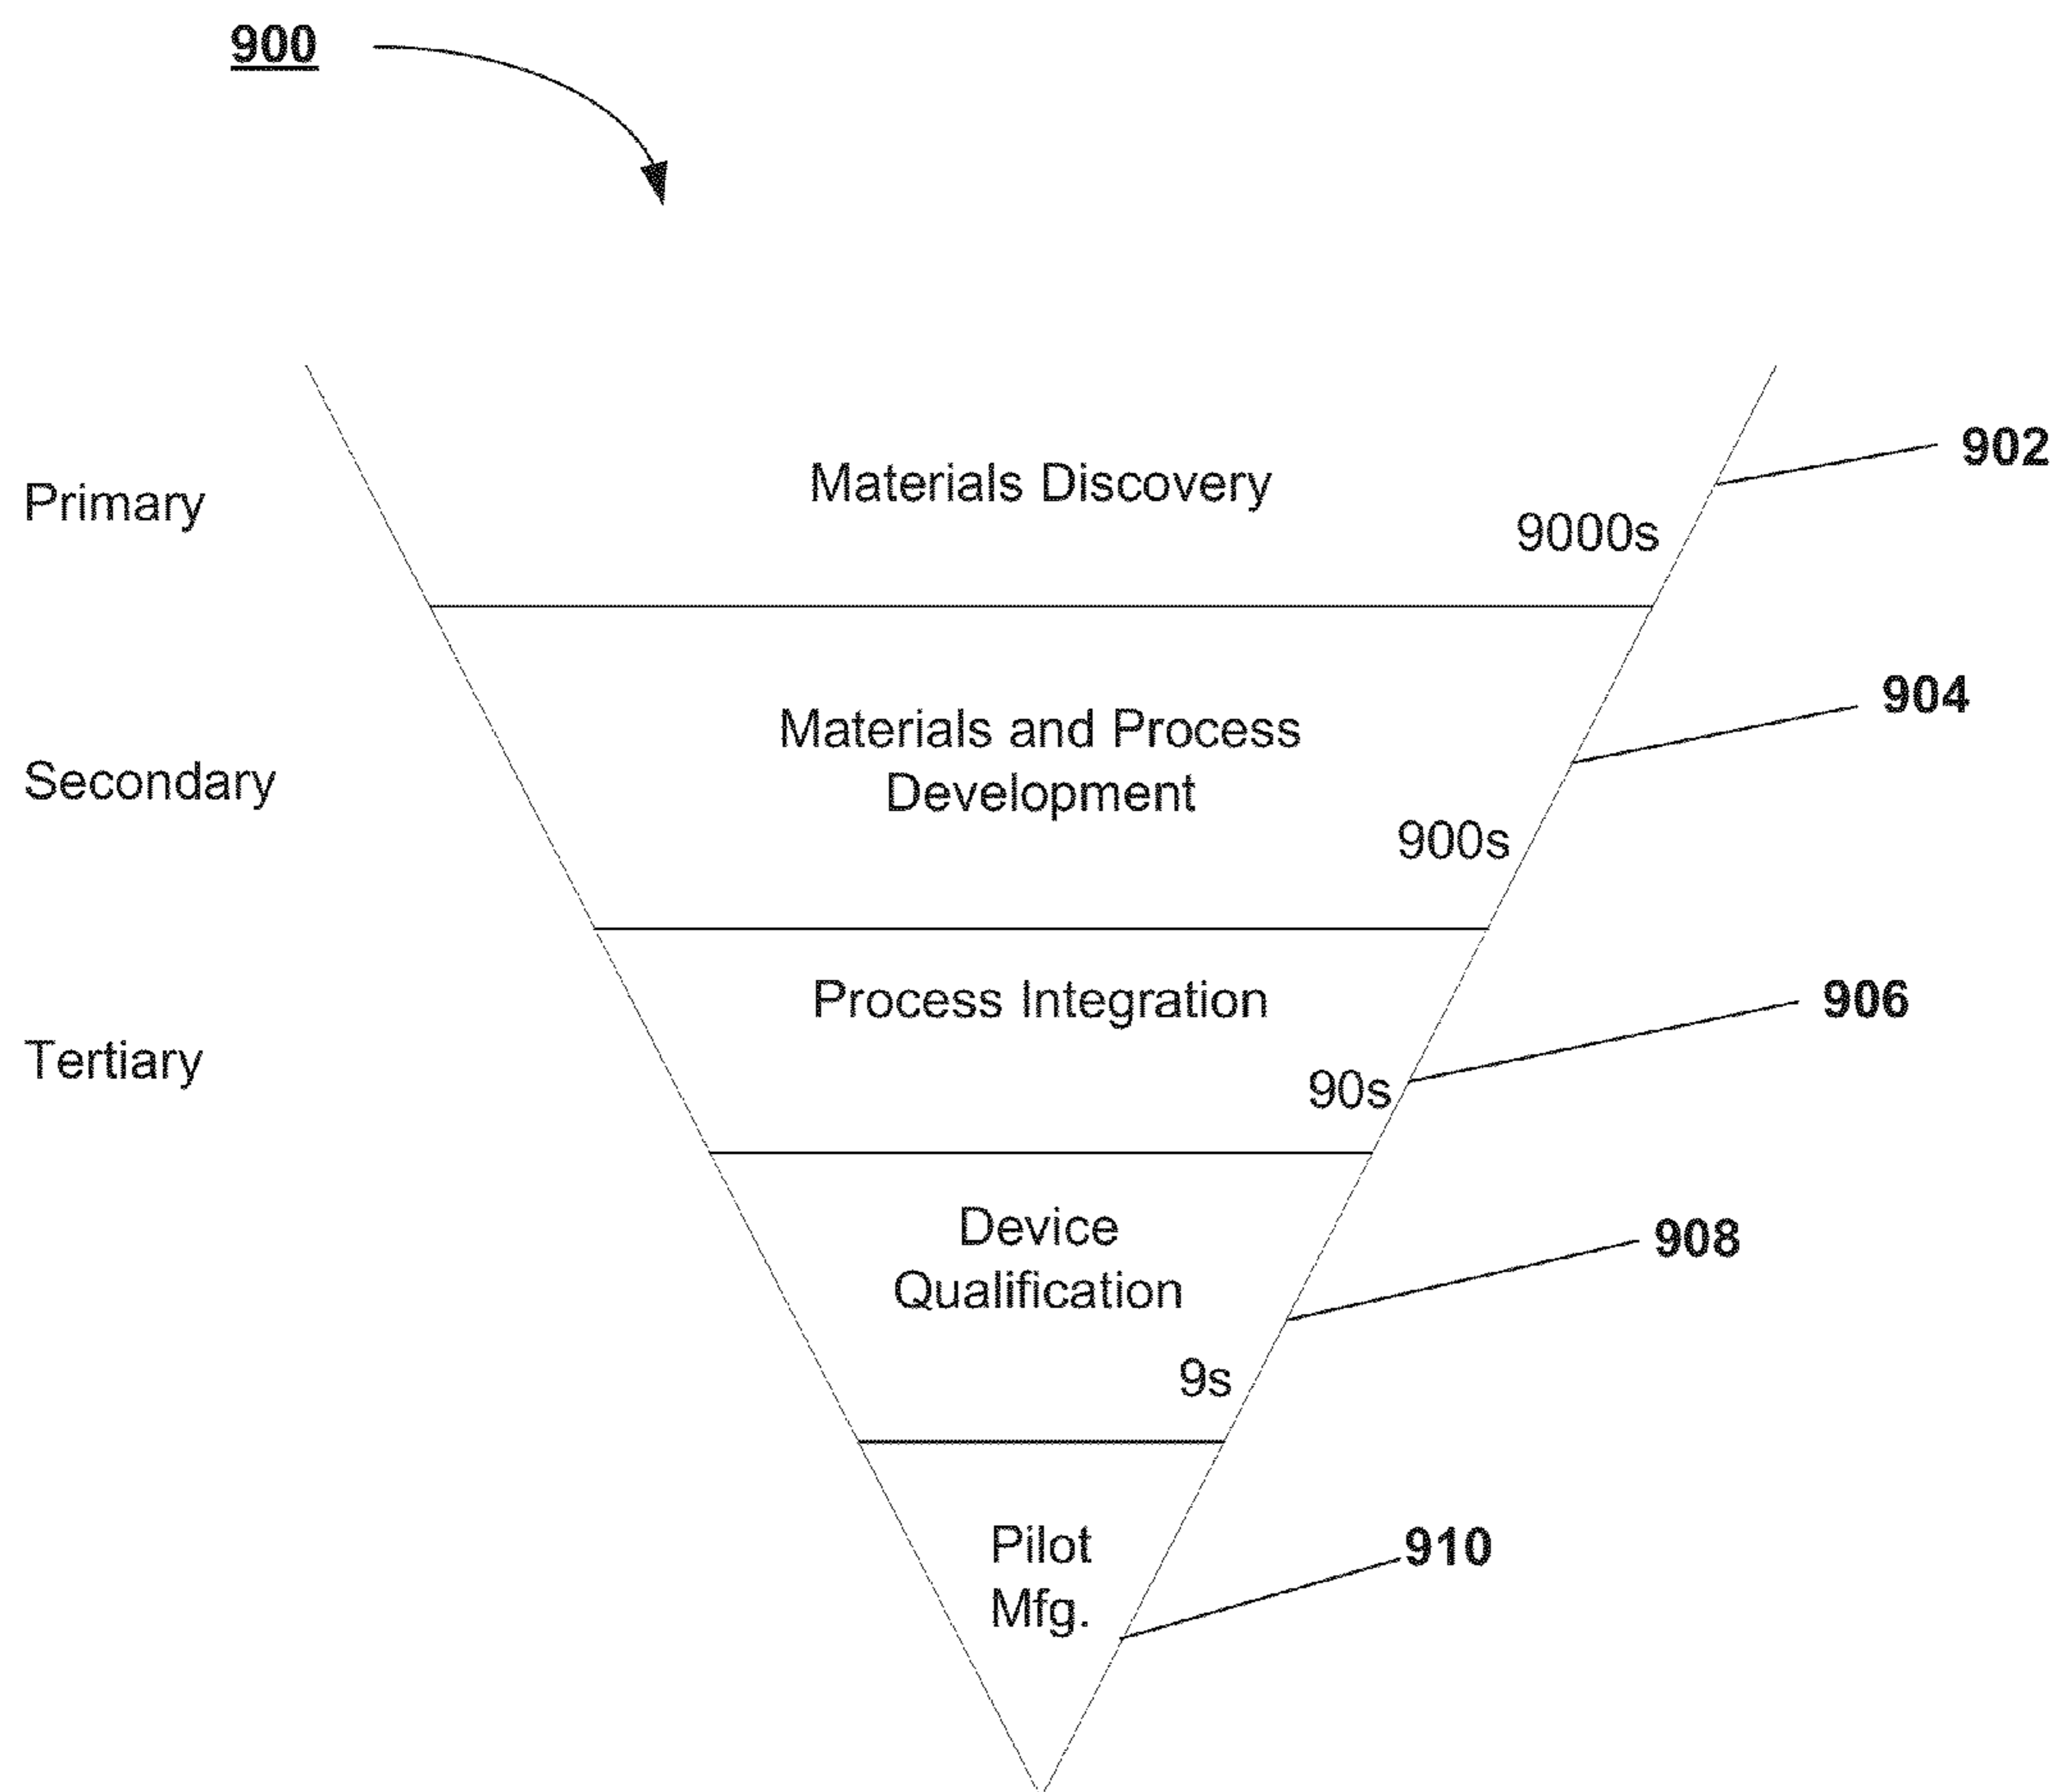 900
902
Materials Discovery
Primary
9000s
904
Materials and Process
Secondary
Development
900s
906
Process Integration
Tertiary
90s
Device
908
Qualification
9s
Pilot
910
Mfg.